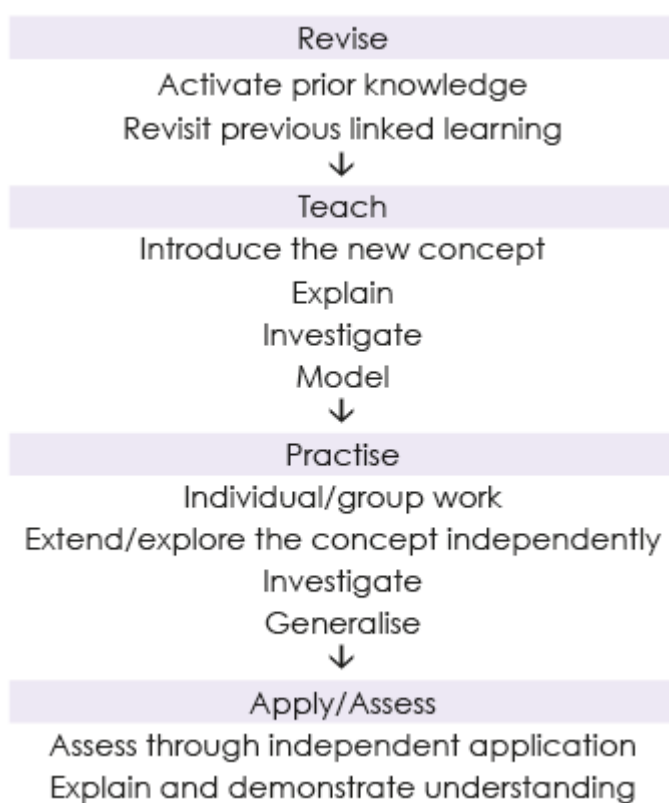 Revise
Activate prior knowledge
Revisit previous linked learning
↓
Teach
Introduce the new concept
Explain
Investigate
Model
↓
Practise
Individual/group work
Extend/explore the concept independently
Investigate
Generalise
↓
Apply/Assess
Assess through independent application
Explain and demonstrate understanding